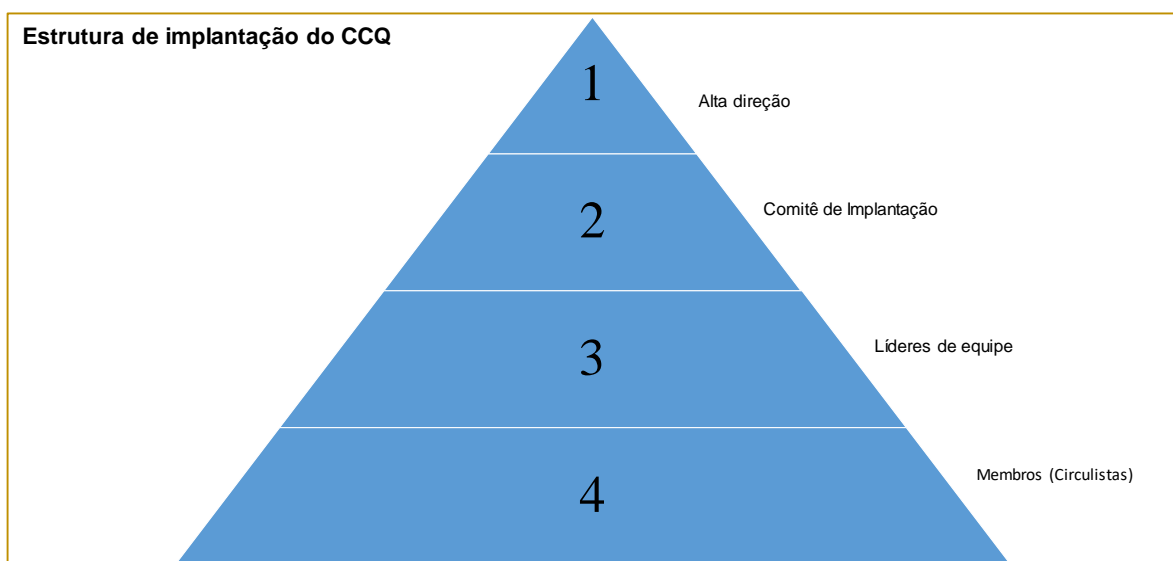 Estrutura de implantação do CCQ
1
Alta direção
2
Comitê de Implantação
3
Líderes de equipe
4
Membros (Circulistas)